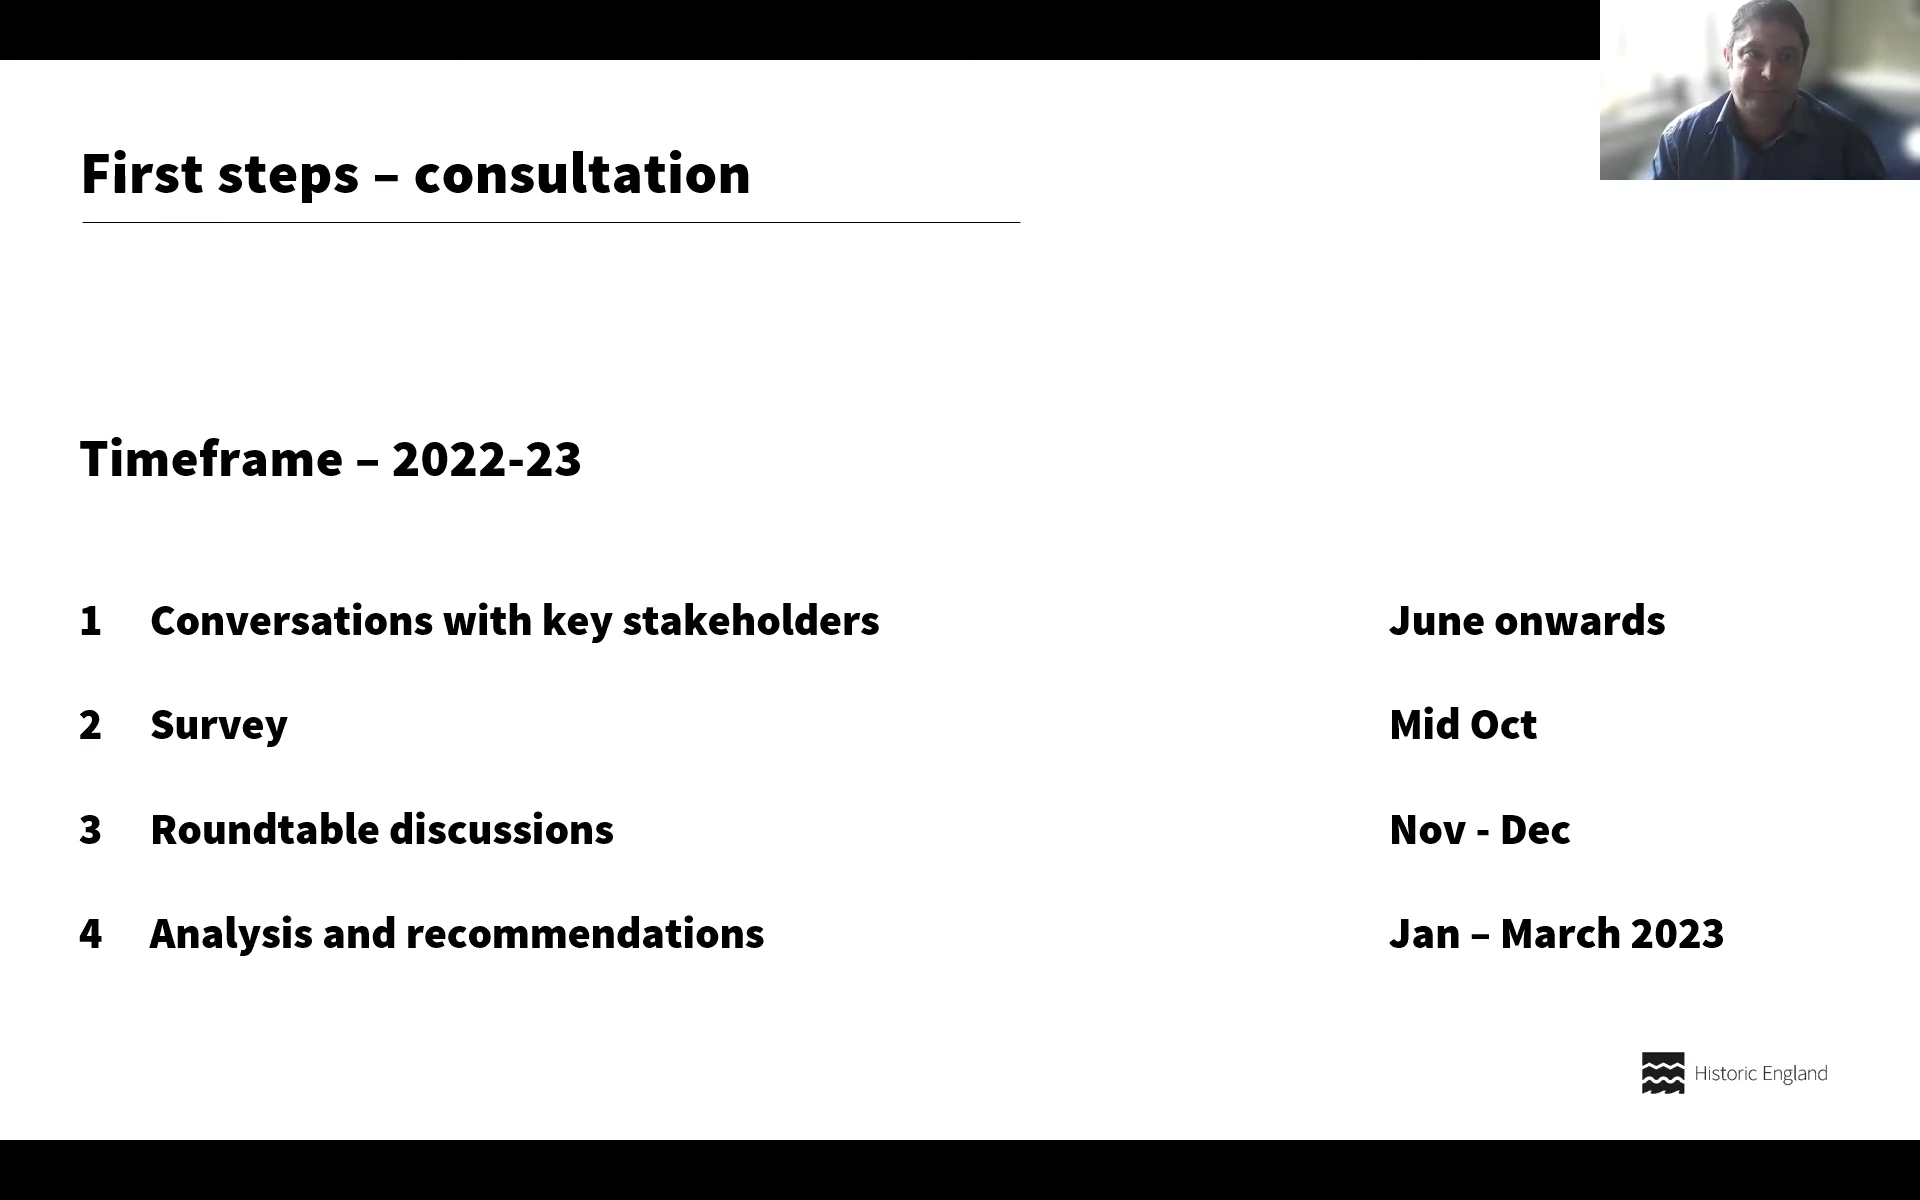 First steps – consultation
Timeframe – 2022-23
1 Conversations with key stakeholders June onwards
2 Survey Mid Oct
3 Roundtable discussions Nov - Dec
4 Analysis and recommendations Jan – March 2023
Historic England